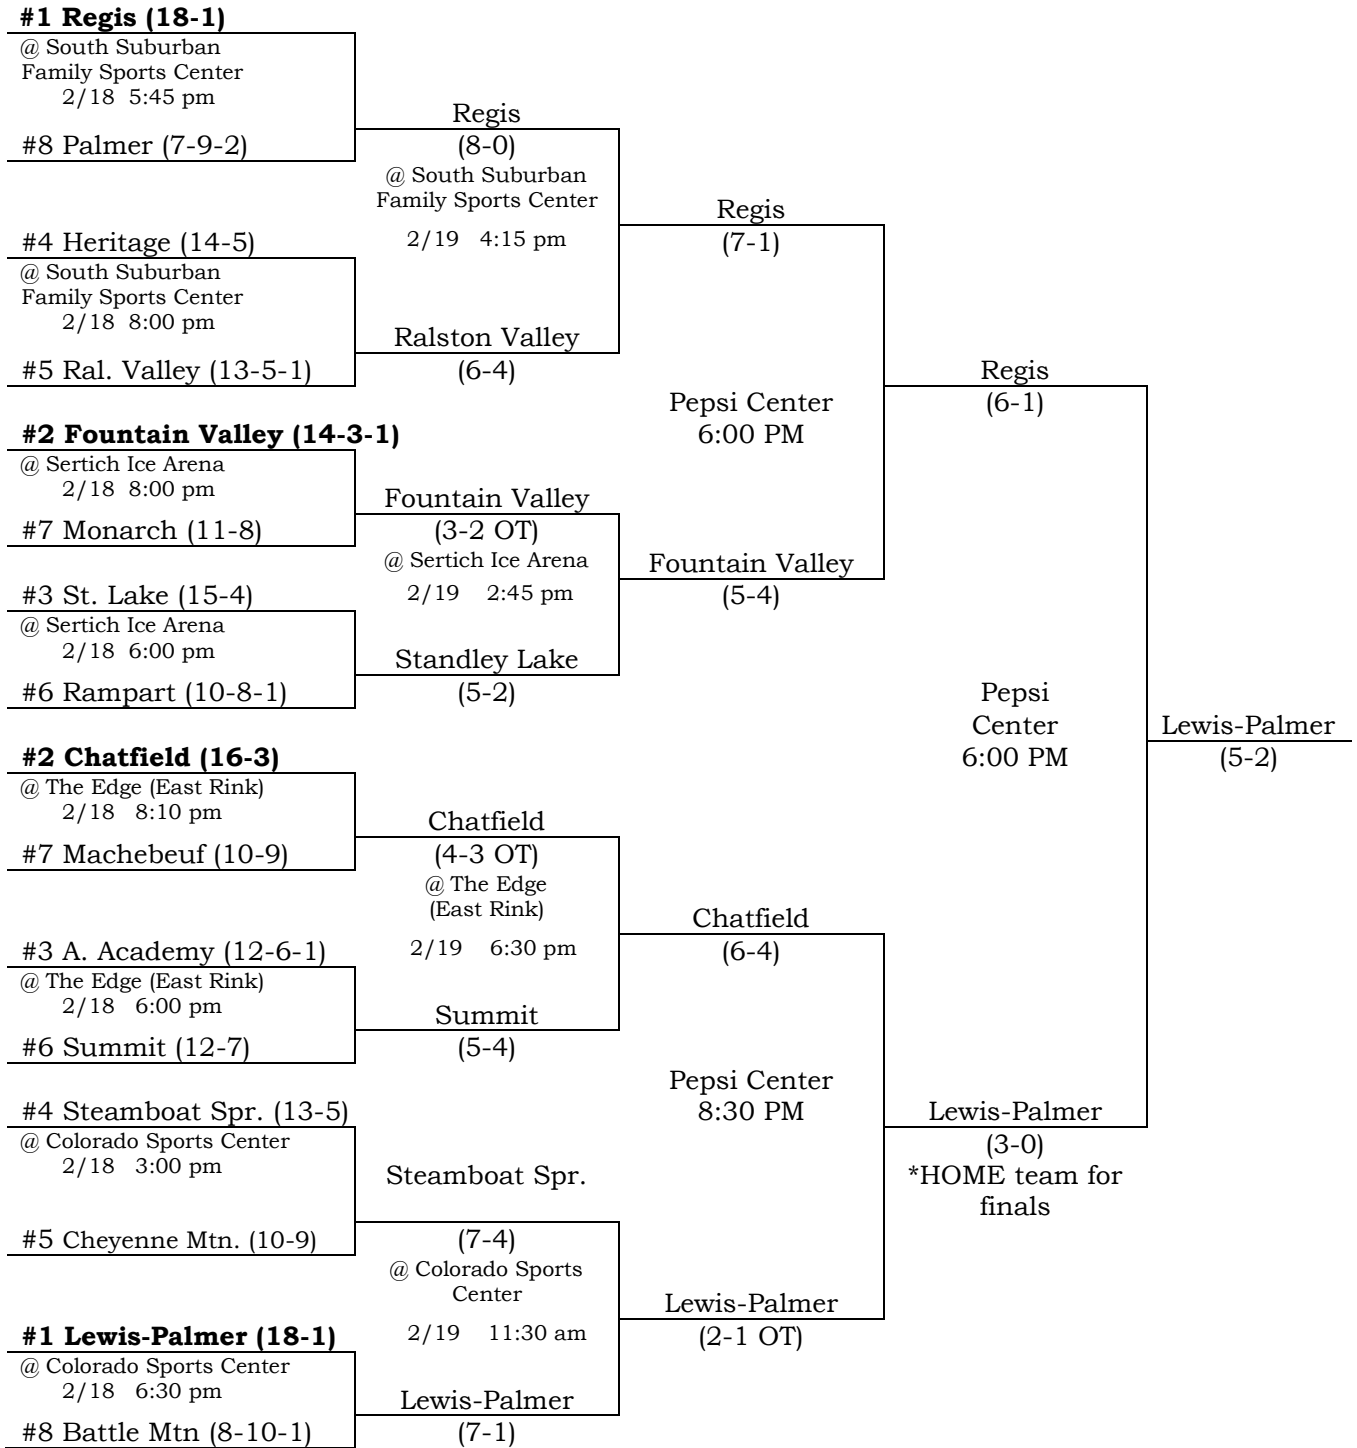 #1 Regis (18-1)
@ South Suburban
Family Sports Center
2/18 5:45 pm
#8 Palmer (7-9-2)
Regis
(8-0)
@ South Suburban
Family Sports Center
2/19 4:15 pm
#4 Heritage (14-5)
@ South Suburban
Family Sports Center
2/18 8:00 pm
#5 Ral. Valley (13-5-1)
Ralston Valley
(6-4)
Regis
(7-1)
Pepsi Center
6:00 PM
Regis
(6-1)
#2 Fountain Valley (14-3-1)
@ Sertich Ice Arena
2/18 8:00 pm
#7 Monarch (11-8)
Fountain Valley
(3-2 OT)
@ Sertich Ice Arena
2/19 2:45 pm
Fountain Valley
(5-4)
#3 St. Lake (15-4)
@ Sertich Ice Arena
2/18 6:00 pm
#6 Rampart (10-8-1)
Standley Lake
(5-2)
Pepsi
Center
6:00 PM
Lewis-Palmer
(5-2)
#2 Chatfield (16-3)
@ The Edge (East Rink)
2/18 8:10 pm
#7 Machebeuf (10-9)
Chatfield
(4-3 OT)
@ The Edge
(East Rink)
2/19 6:30 pm
Chatfield
(6-4)
#3 A. Academy (12-6-1)
@ The Edge (East Rink)
2/18 6:00 pm
#6 Summit (12-7)
Summit
(5-4)
Pepsi Center
8:30 PM
Lewis-Palmer
(3-0)
*HOME team for
finals
#4 Steamboat Spr. (13-5)
@ Colorado Sports Center
2/18 3:00 pm
#5 Cheyenne Mtn. (10-9)
Steamboat Spr.
(7-4)
@ Colorado Sports
Center
2/19 11:30 am
Lewis-Palmer
(2-1 OT)
#1 Lewis-Palmer (18-1)
@ Colorado Sports Center
2/18 6:30 pm
#8 Battle Mtn (8-10-1)
Lewis-Palmer
(7-1)